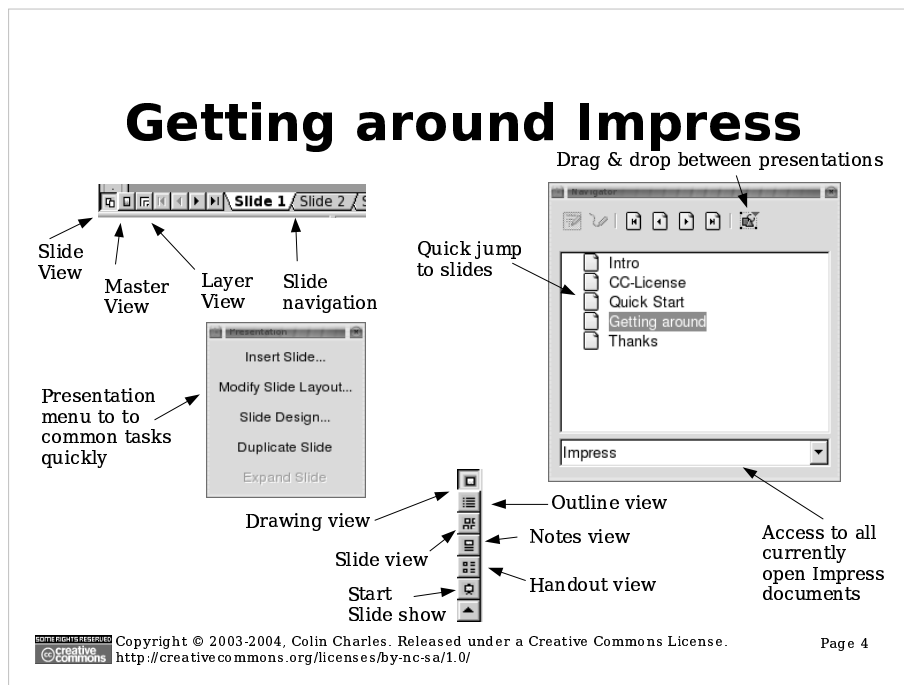 Getting around Impress
Drag & drop between presentations
Slide 1
Slide 2
Slide
View
Master
View
Layer
View
Slide
navigation
Navigator
Quick jump
to slides
Intro
CC-License
Quick Start
Getting around
Thanks
Impress
Presentation
Insert Slide...
Modify Slide Layout...
Slide Design...
Duplicate Slide
Expand Slide
Presentation
menu to to
common tasks
quickly
Drawing view
Outline view
Slide view
Notes view
Start
Slide show
Handout view
Access to all
currently
open Impress
documents
SOME RIGHTS RESERVED
creative
commons
Copyright © 2003-2004, Colin Charles. Released under a Creative Commons License.
http://creativecommons.org/licenses/by-nc-sa/1.0/
Page 4